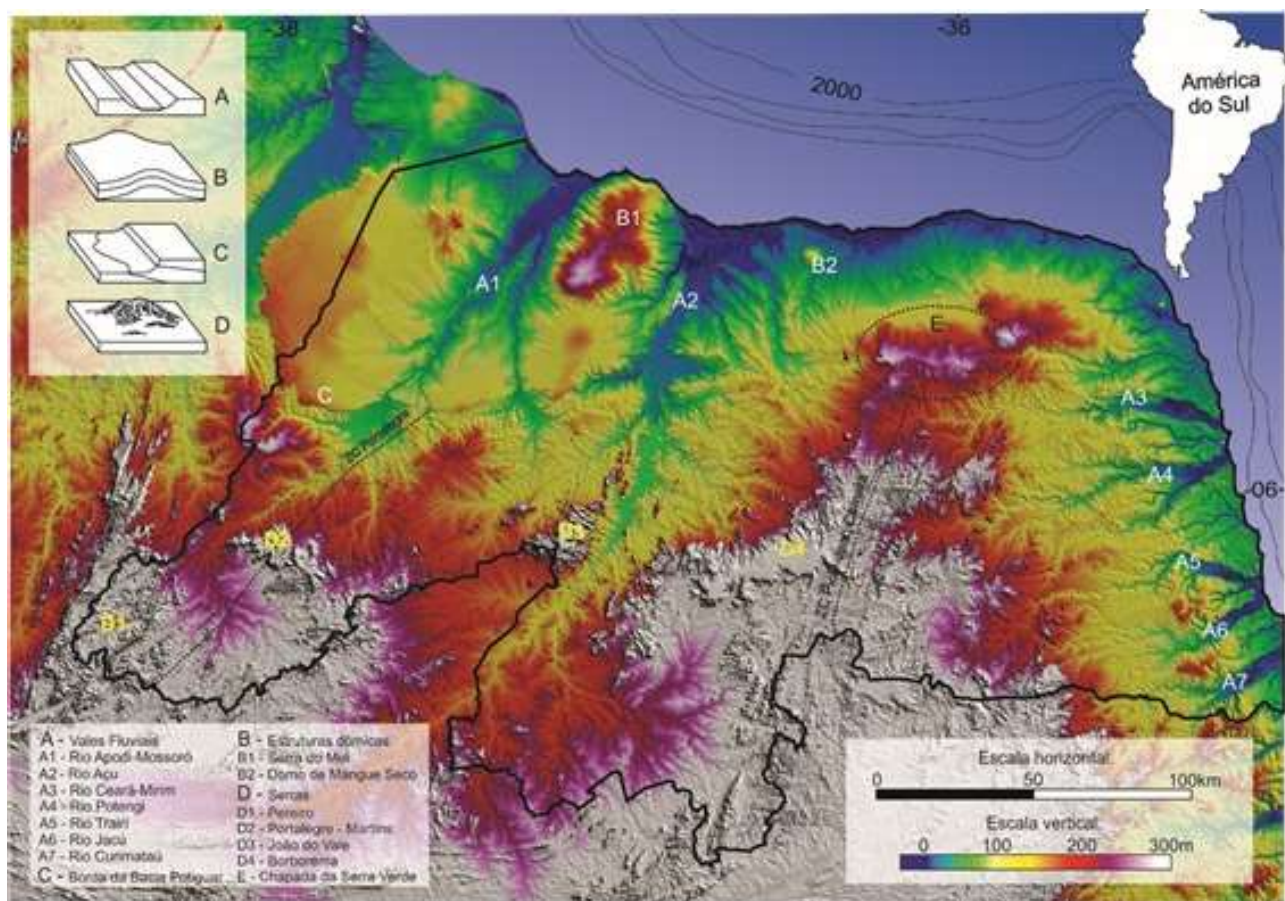 -38
-36
2000
América
do Sul
A
B
C
D
B1
A1
A2
B2
E
C
A3
A4
-06
A5
A6
A7
D1
A - Vales Fluviais
A1 - Rio Apodi-Mossoró
A2 - Rio Açu
A3 - Rio Ceará-Mirim
A4 - Rio Potengi
A5 - Rio Trairi
A6 - Rio Jacú
A7 - Rio Curimataú
C - Borda da Bacia Potiguar
B - Estruturas dômicas
B1 - Serra do Mel
B2 - Domo de Mangue Seco
D - Serras
D1 - Pereiro
D2 - Portalegre - Martins
D3 - João do Vale
D4 - Borborema
E - Chapada da Serra Verde
Escala horizontal
0 50 100km
Escala vertical
0 100 200 300m